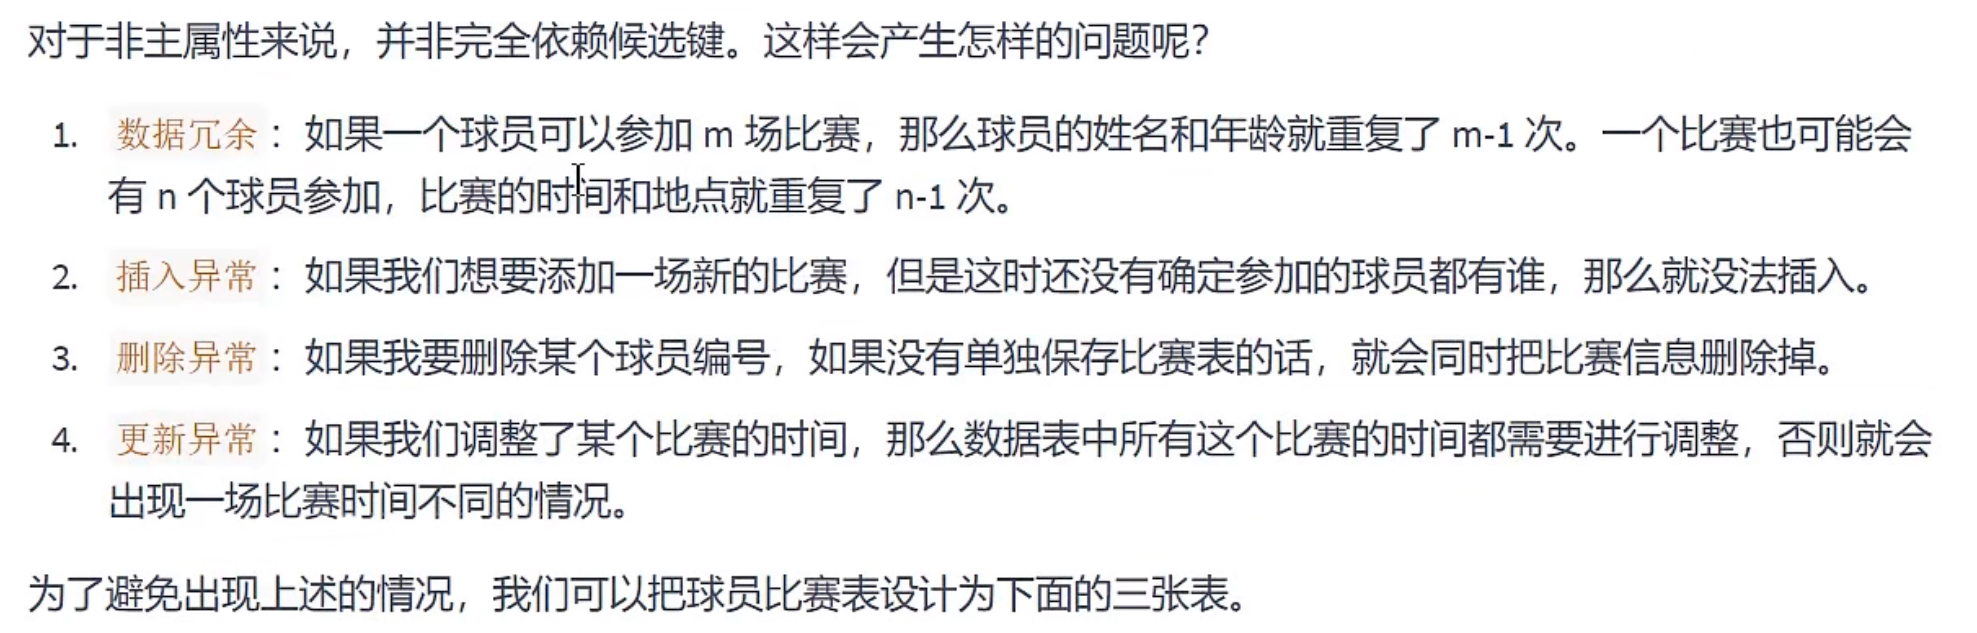 对于非主属性来说，并非完全依赖候选键。这样会产生怎样的问题呢？
1. 数据冗余：如果一个球员可以参加 m 场比赛，那么球员的姓名和年龄就重复了 m-1 次。一个比赛也可能会
有 n 个球员参加，比赛的时间和地点就重复了 n-1 次。
2. 插入异常：如果我们想要添加一场新的比赛，但是这时还没有确定参加的球员都有谁，那么就没法插入。
3. 删除异常：如果我要删除某个球员编号，如果没有单独保存比赛表的话，就会同时把比赛信息删除掉。
4. 更新异常：如果我们调整了某个比赛的时间，那么数据表中所有这个比赛的时间都需要进行调整，否则就会
出现一场比赛时间不同的情况。
为了避免出现上述的情况，我们可以把球员比赛表设计为下面的三张表。